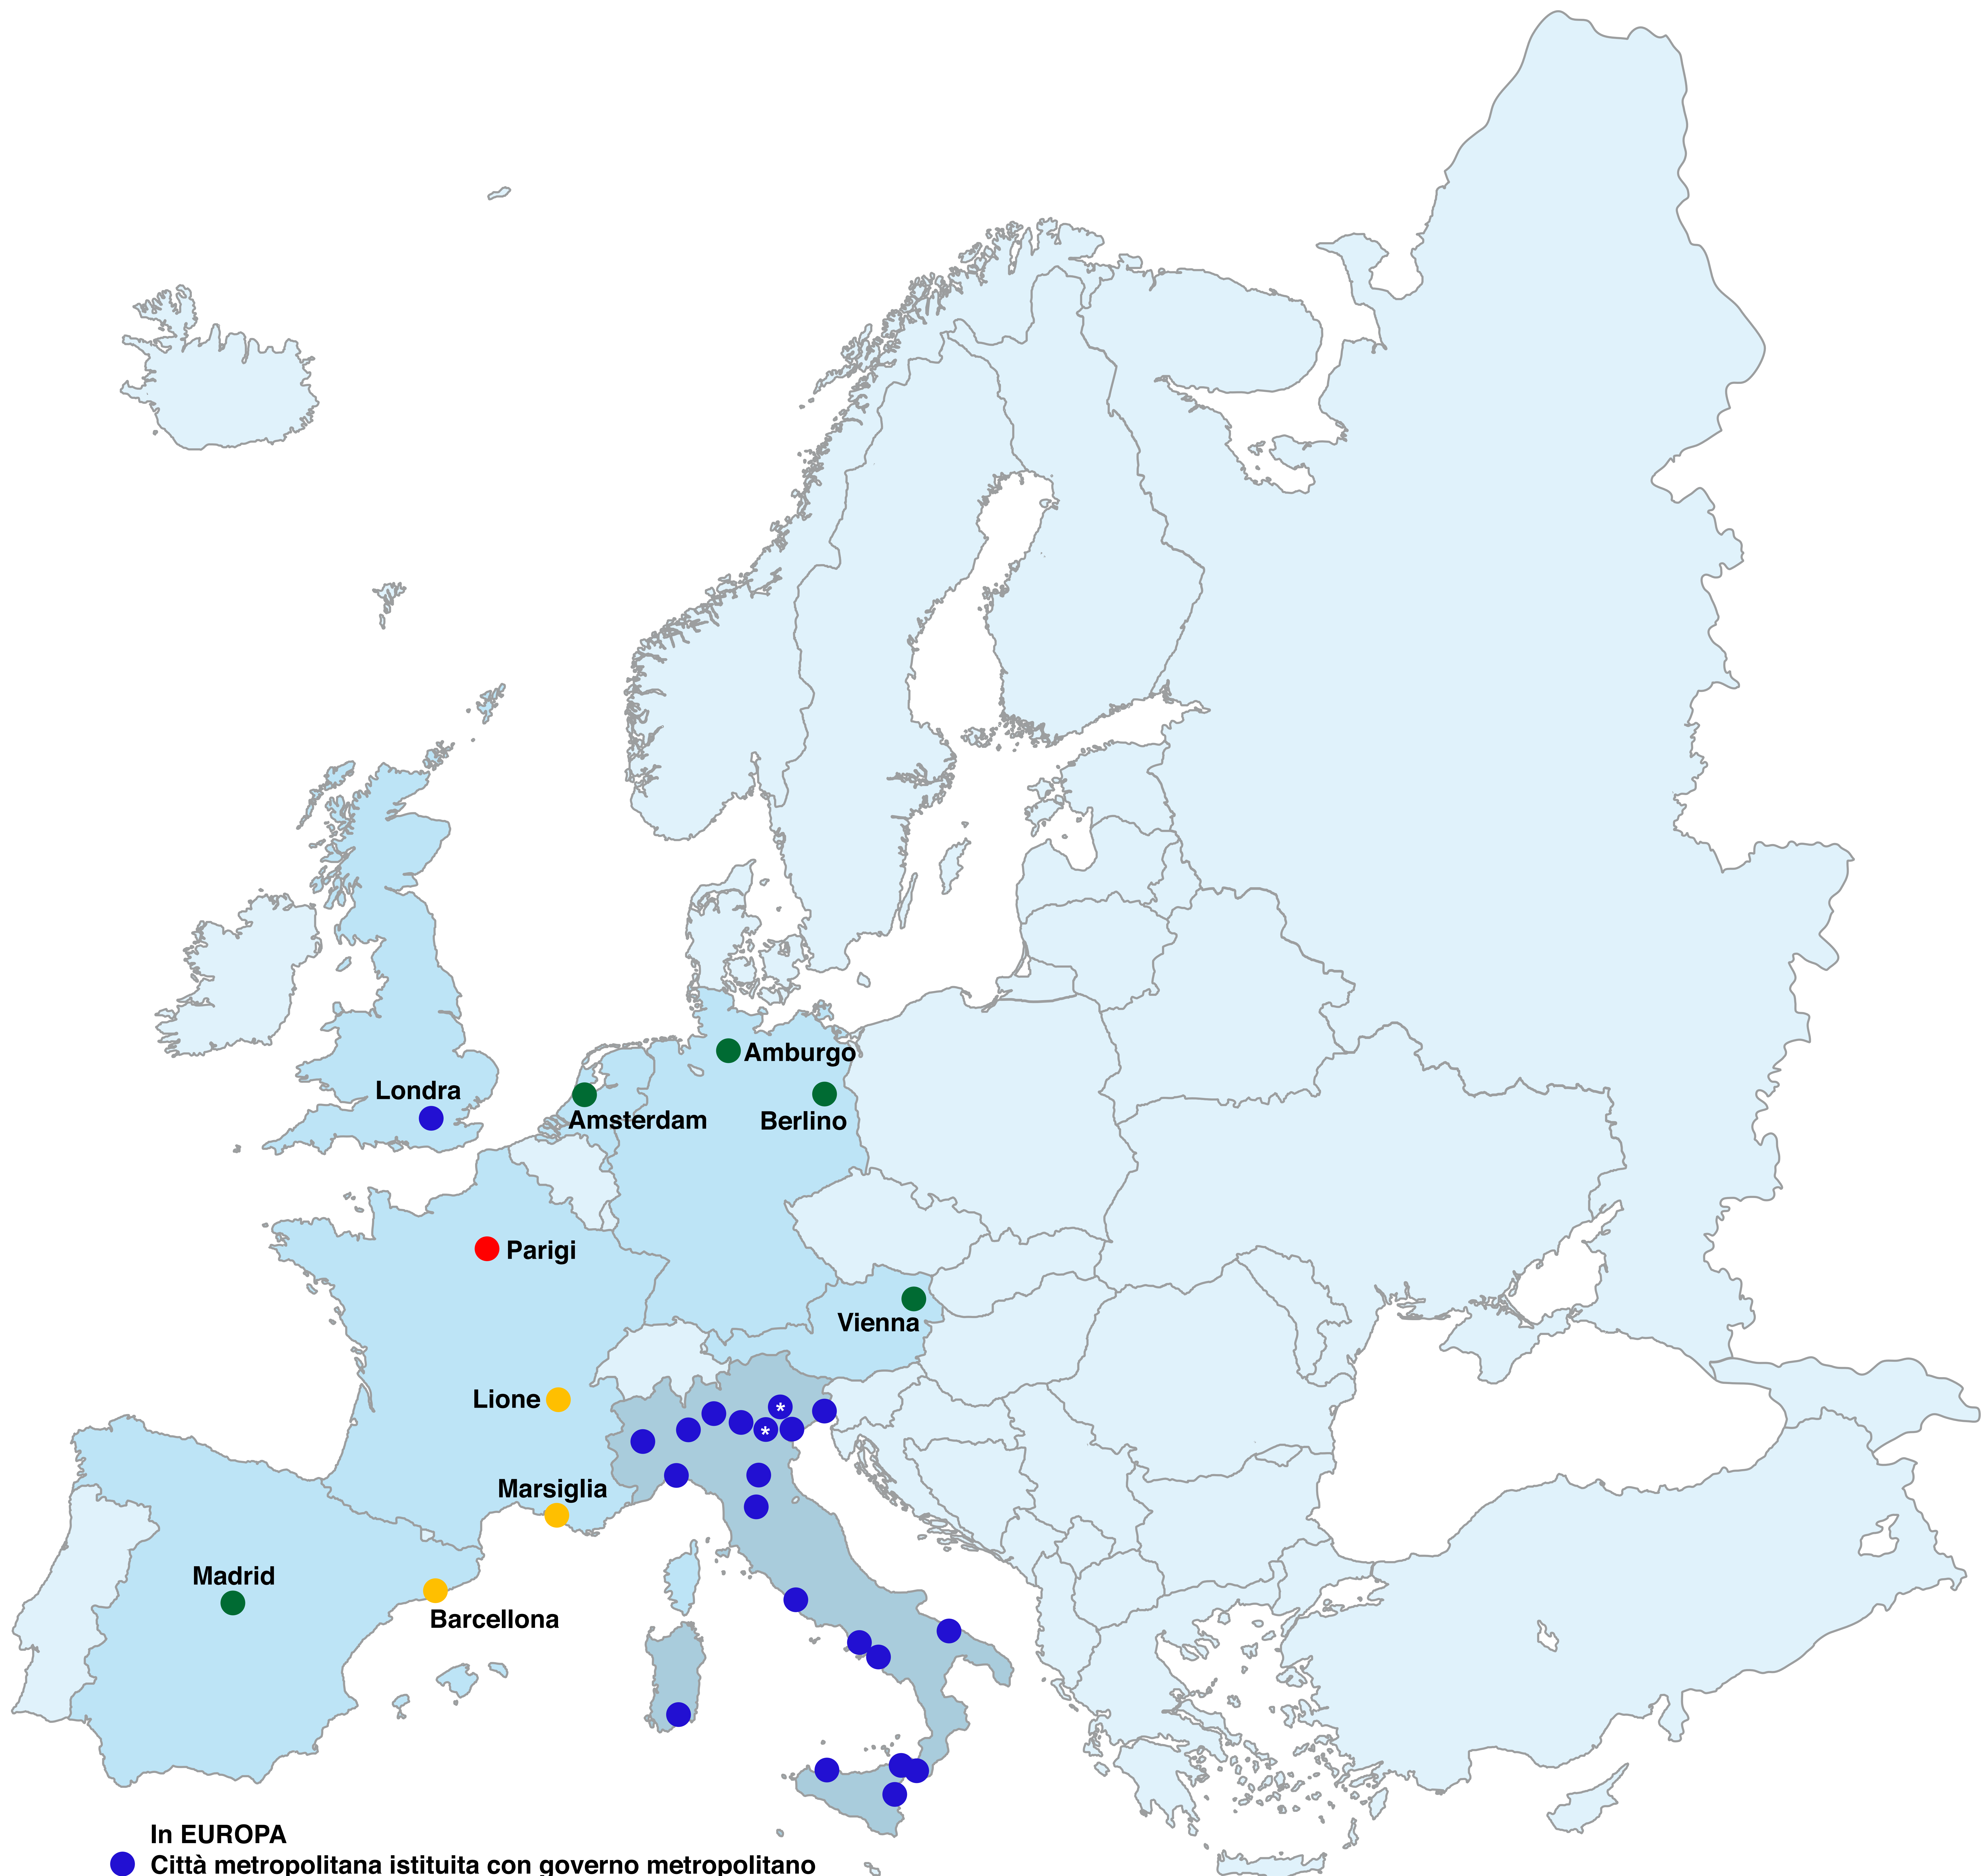 Amburgo
Londra
Amsterdam
Berlino
Parigi
Vienna
Lione
*
*
Marsiglia
Madrid
Barcellona
In EUROPA
Città metropolitana istituita con governo metropolitano